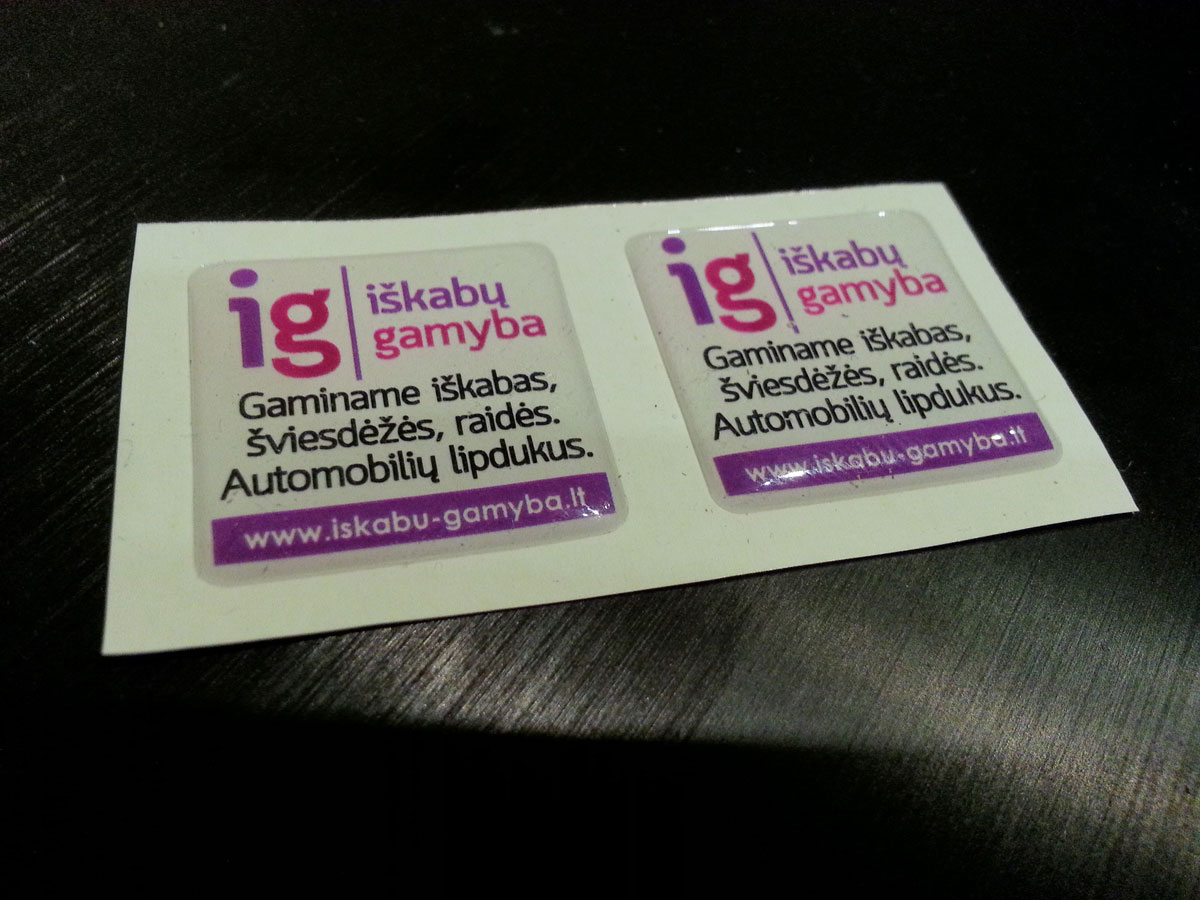 ig
iškabų
gamyba
Gaminame iškabas,
šviesdėžės, raidės.
Automobilių lipdukus.
www.iskabu-gamyba.lt
ig
iškabų
gamyba
Gaminame iškabas,
šviesdėžės, raidės.
Automobilių lipdukus.
www.iskabu-gamyba.lt